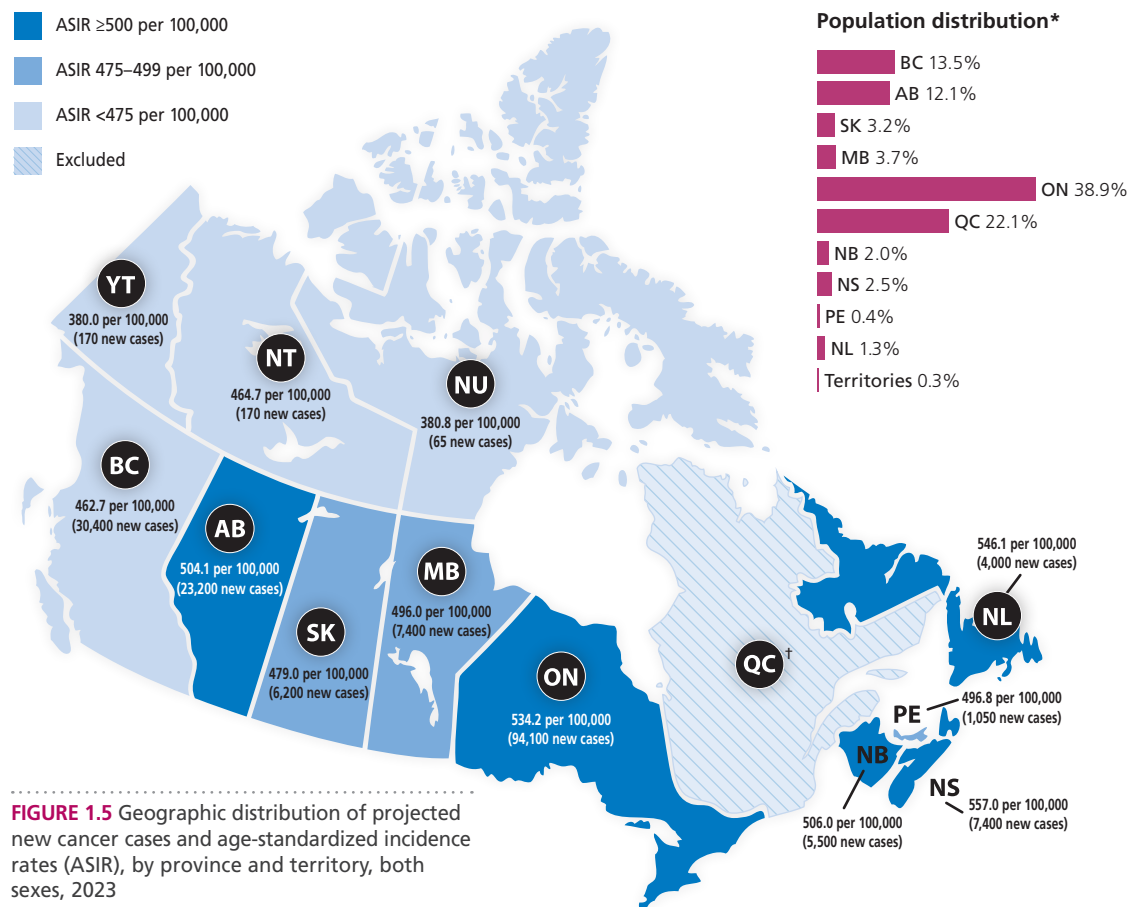 ASIR ≥500 per 100,000
ASIR 475–499 per 100,000
ASIR <475 per 100,000
Excluded
Population distribution*
BC 13.5%
AB 12.1%
SK 3.2%
MB 3.7%
ON 38.9%
QC 22.1%
NB 2.0%
NS 2.5%
PE 0.4%
NL 1.3%
Territories 0.3%
YT
380.0 per 100,000
(170 new cases)
NT
464.7 per 100,000
(170 new cases)
NU
380.8 per 100,000
(65 new cases)
BC
462.7 per 100,000
(30,400 new cases)
AB
504.1 per 100,000
(23,200 new cases)
SK
479.0 per 100,000
(6,200 new cases)
MB
496.0 per 100,000
(7,400 new cases)
ON
534.2 per 100,000
(94,100 new cases)
QC†
546.1 per 100,000
(4,000 new cases)
NL
PE
496.8 per 100,000
(1,050 new cases)
NB
506.0 per 100,000
(5,500 new cases)
NS
557.0 per 100,000
(7,400 new cases)
FIGURE 1.5 Geographic distribution of projected
new cancer cases and age-standardized incidence
rates (ASIR), by province and territory, both
sexes, 2023